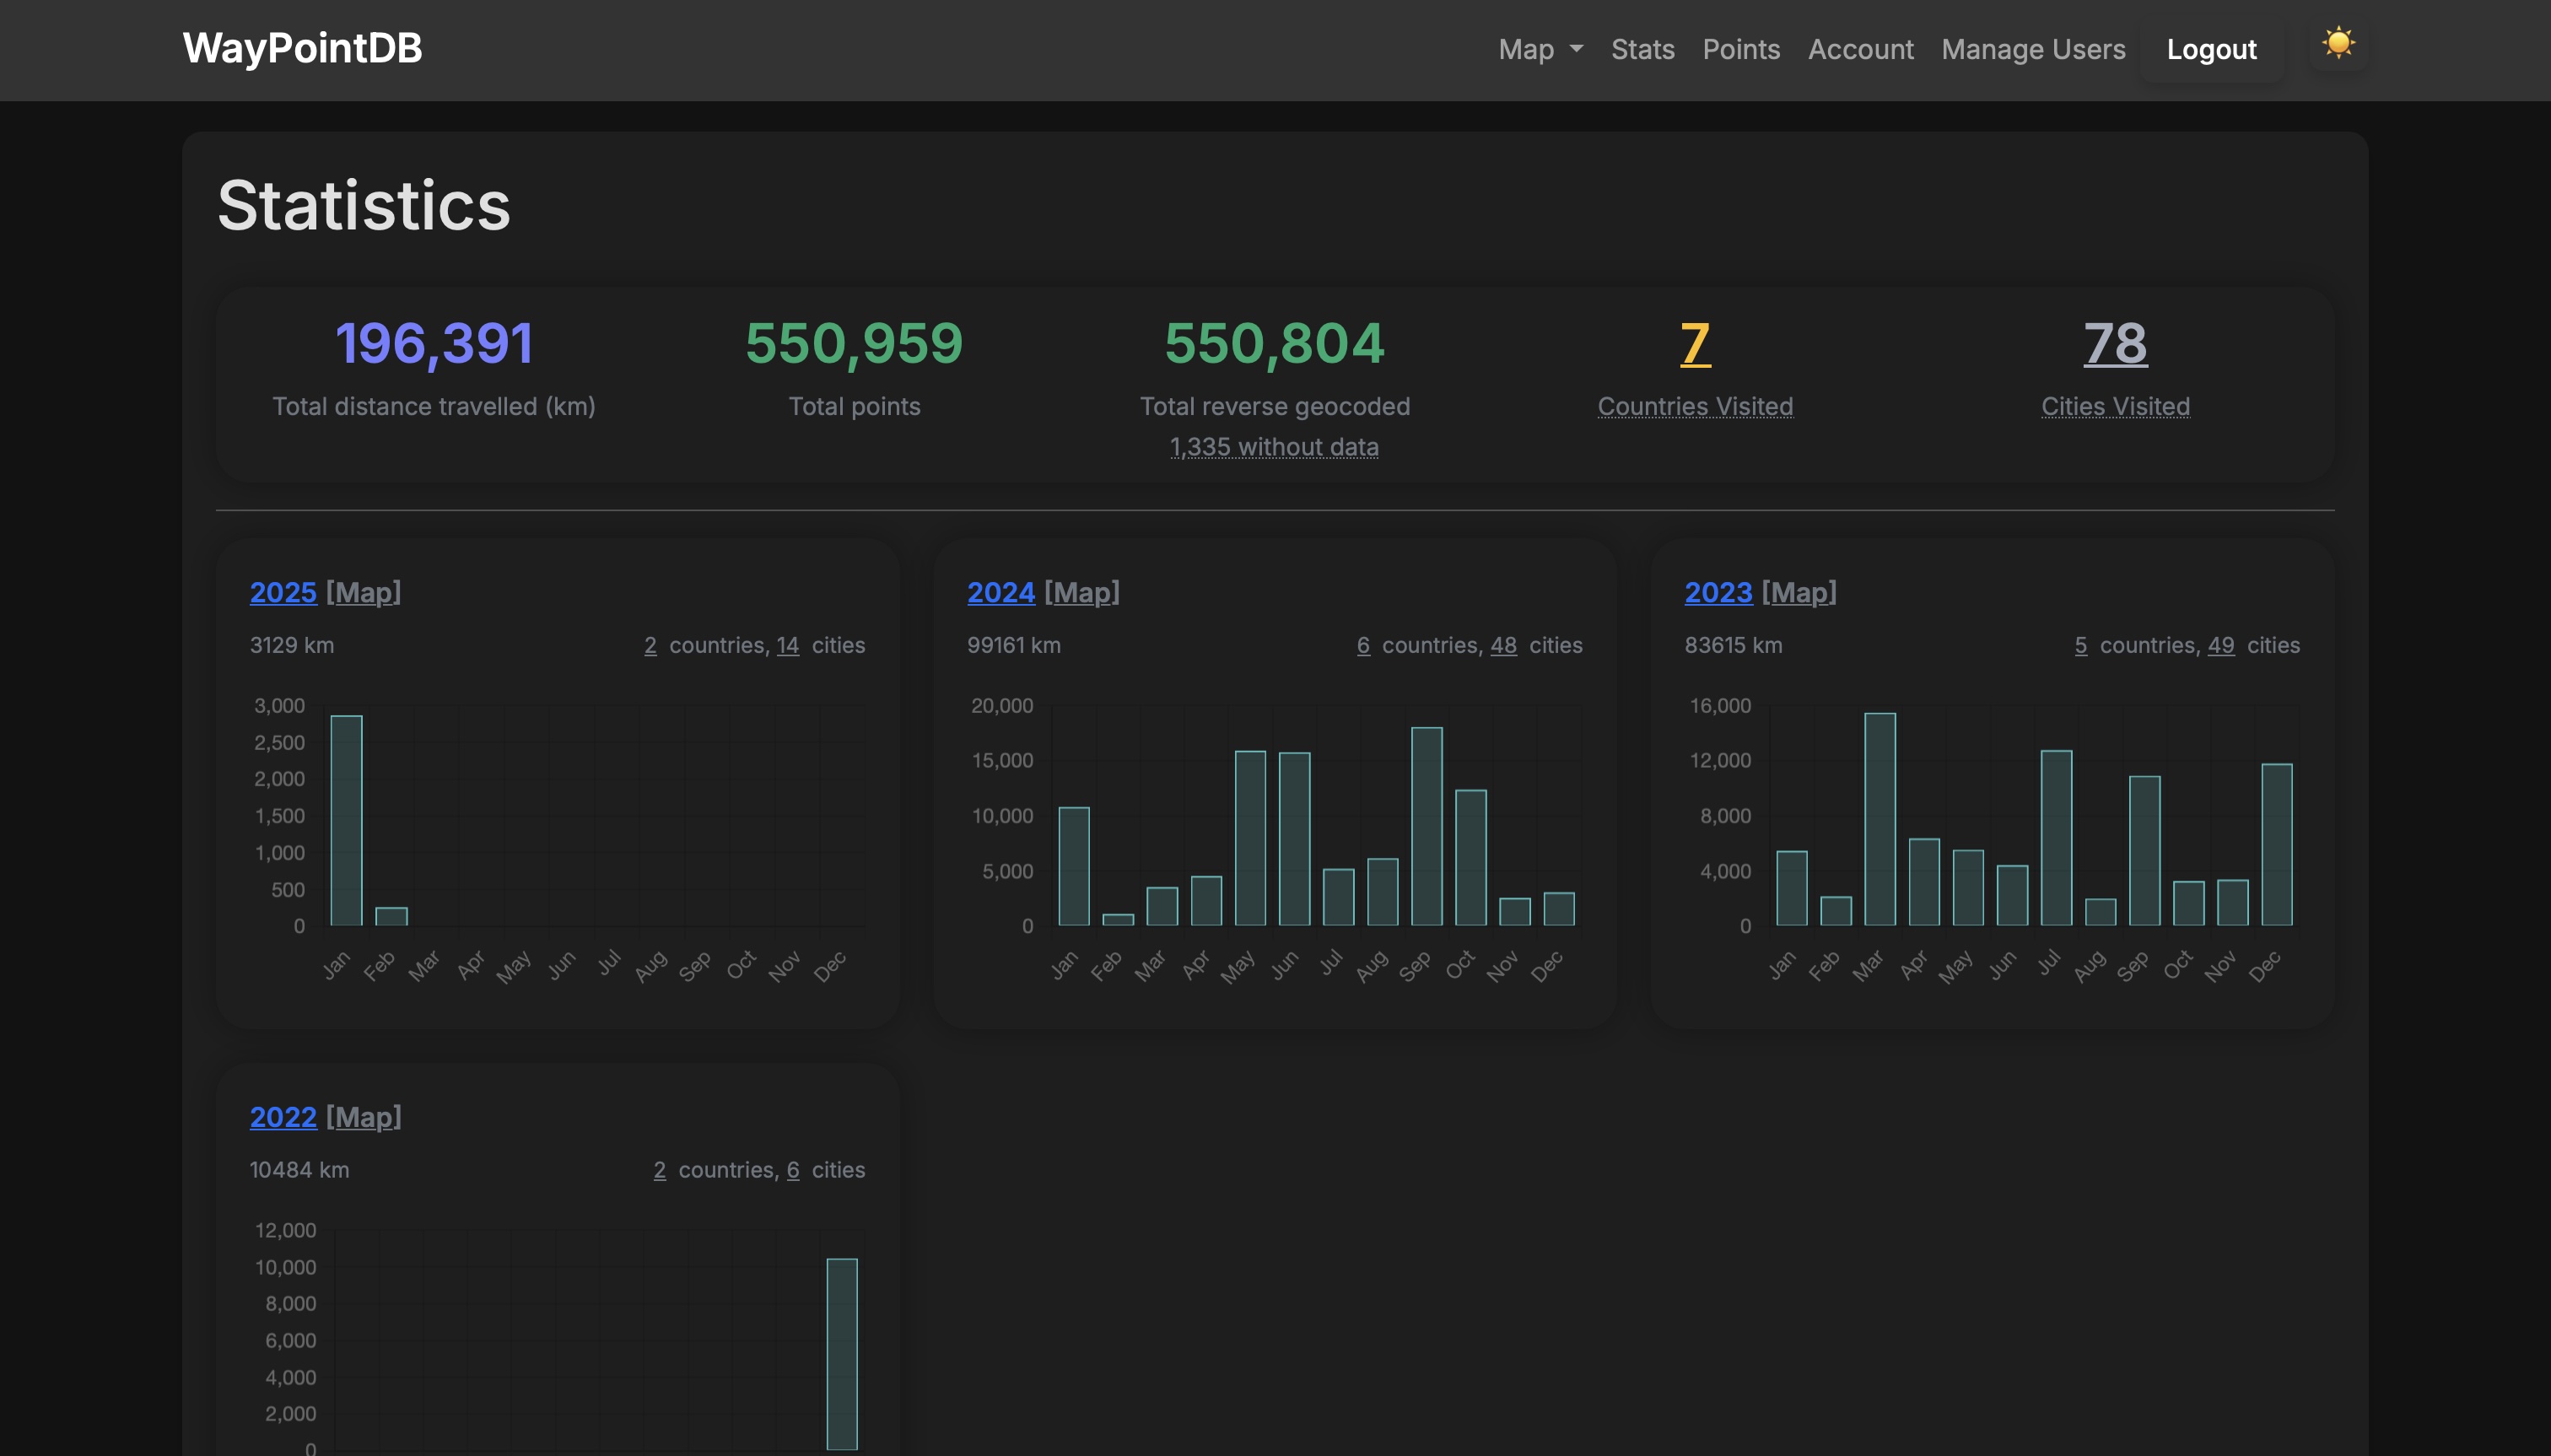 WayPointDB
Map Stats Points Account Manage Users Logout
Statistics
196,391 550,959 550,804 7 78
Total distance travelled (km) Total points Total reverse geocoded Countries Visited Cities Visited
1,335 without data
2025 [Map]
3129 km 2 countries, 14 cities
3,000
2,500
2,000
1,500
1,000
500
0
Jan Feb Mar Apr May Jun Jul Aug Sep Oct Nov Dec
2024 [Map]
99161 km 6 countries, 48 cities
20,000
15,000
10,000
5,000
0
Jan Feb Mar Apr May Jun Jul Aug Sep Oct Nov Dec
2023 [Map]
83615 km 5 countries, 49 cities
16,000
12,000
8,000
4,000
0
Jan Feb Mar Apr May Jun Jul Aug Sep Oct Nov Dec
2022 [Map]
10484 km 2 countries, 6 cities
12,000
10,000
8,000
6,000
4,000
2,000
0